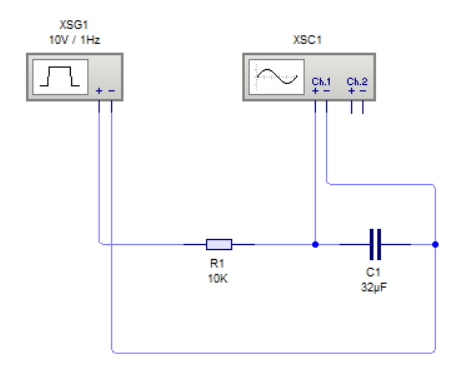 XSG1
10V / 1Hz
XSC1
Ch.1 Ch.2
+ -
+ - + -
R1
10K
C1
32µF